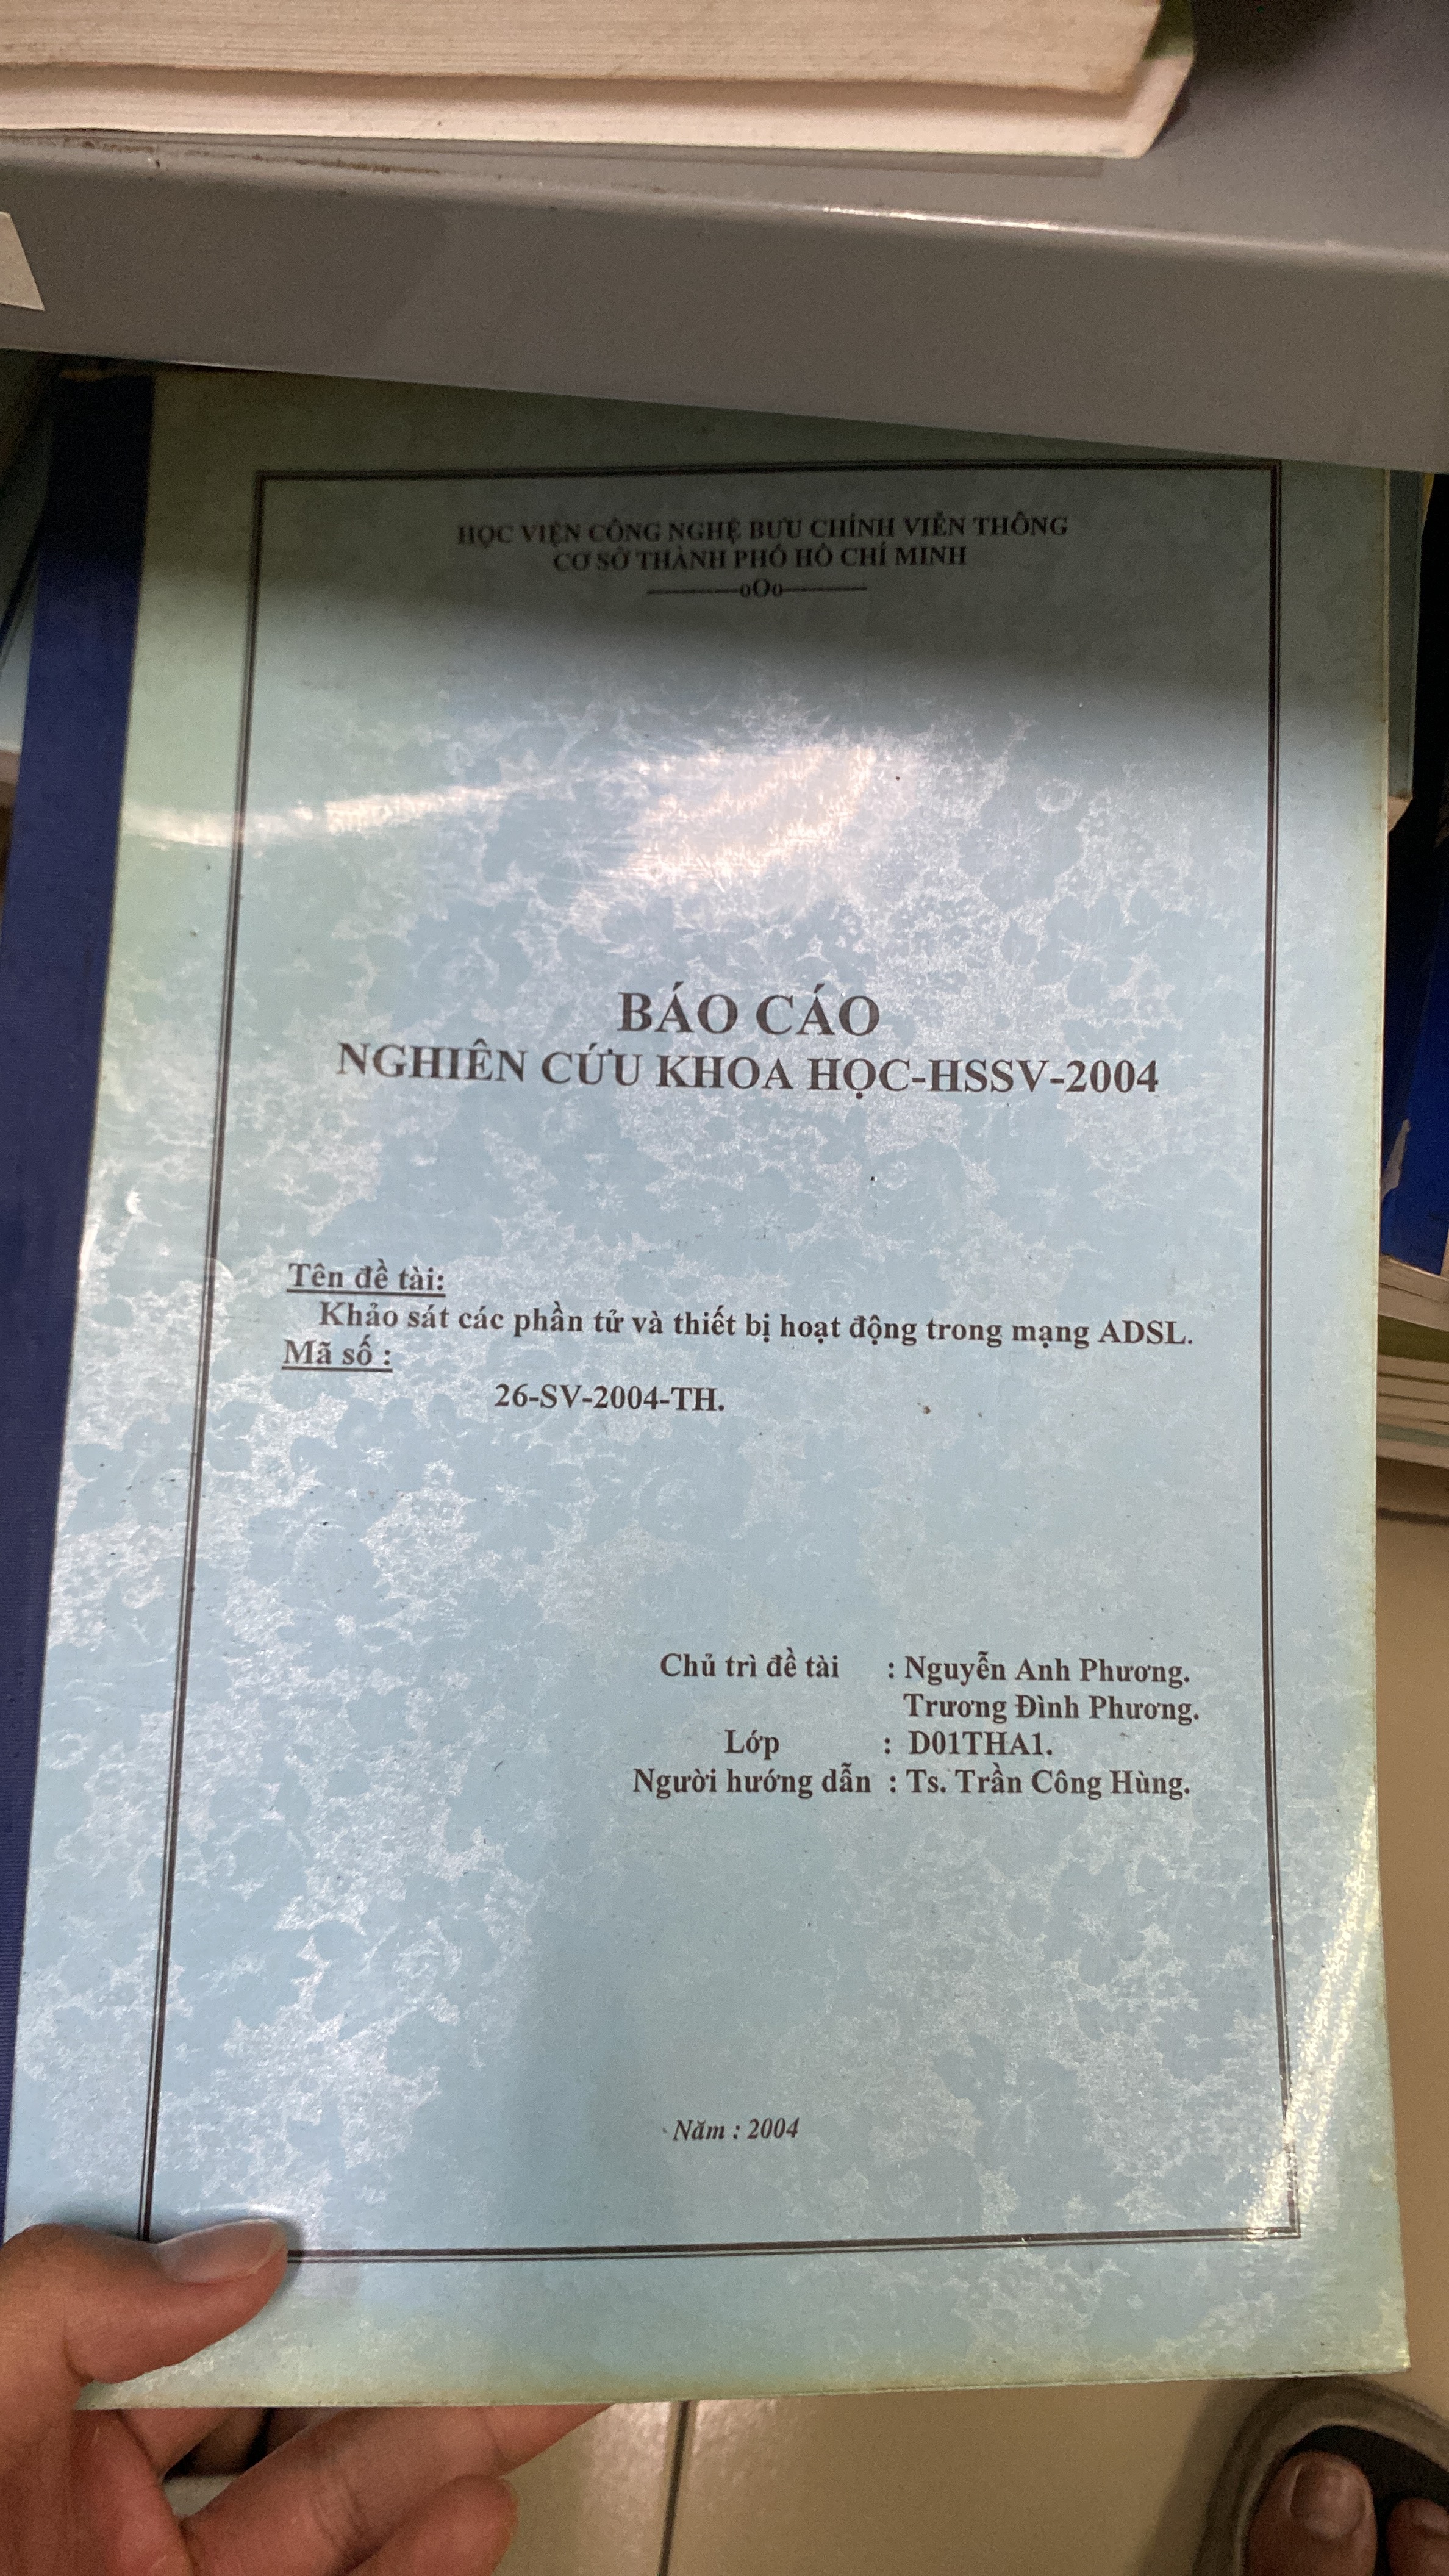 HỌC VIỆN CÔNG NGHỆ BƯU CHÍNH VIỄN THÔNG
CƠ SỞ THÀNH PHỐ HỒ CHÍ MINH
————oOo————
BÁO CÁO
NGHIÊN CỨU KHOA HỌC-HSSV-2004
Tên đề tài:
Khảo sát các phần tử và thiết bị hoạt động trong mạng ADSL.
Mã số :
26-SV-2004-TH.
Chủ trì đề tài : Nguyễn Anh Phương.
Trương Đình Phương.
Lớp : D01THA1.
Người hướng dẫn : Ts. Trần Công Hùng.
Năm : 2004